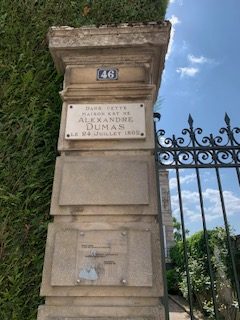 46
DANS CETTE
MAISON EST NÉ
ALEXANDRE
DUMAS
LE 24 JUILLET 1802